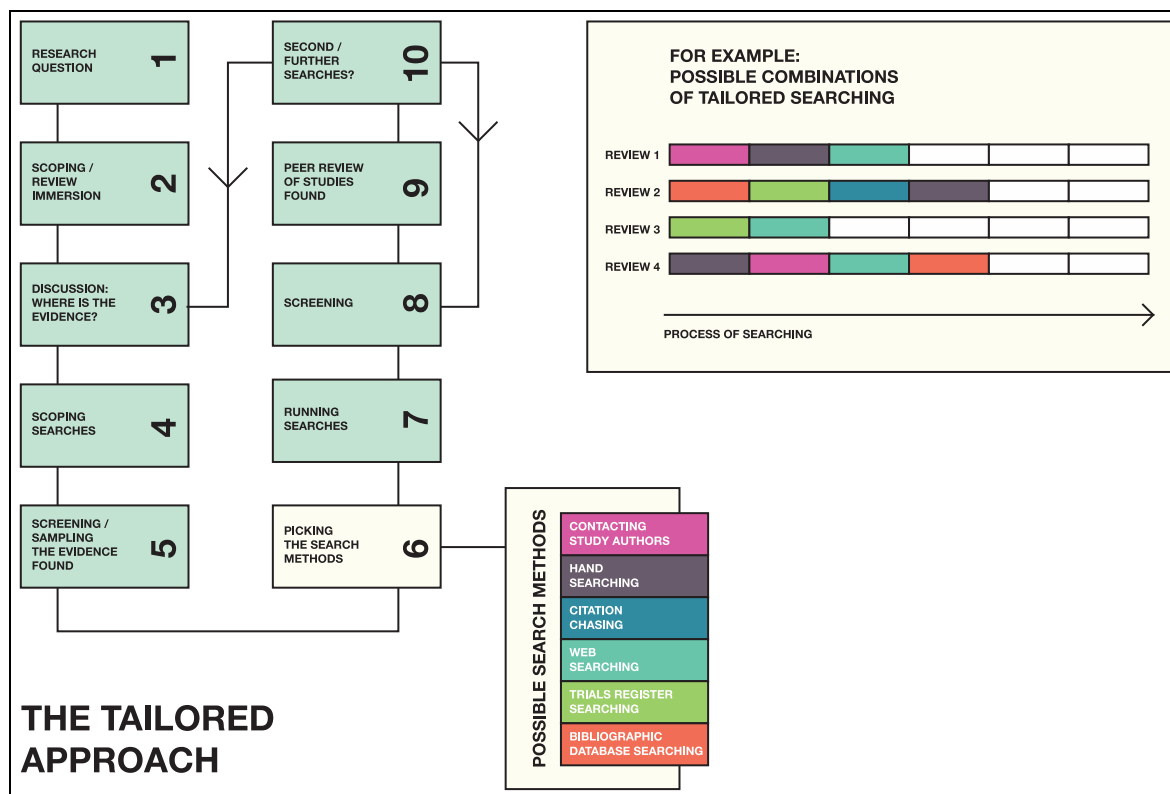 RESEARCH
QUESTION
1
SCOPING /
REVIEW
IMMERSION
2
DISCUSSION:
WHERE IS THE
EVIDENCE?
3
SCOPING
SEARCHES
4
SCREENING /
SAMPLING
THE EVIDENCE
FOUND
5
PICKING
THE SEARCH
METHODS
6
RUNNING
SEARCHES
7
SCREENING
8
PEER REVIEW
OF STUDIES
FOUND
9
SECOND /
FURTHER
SEARCHES?
10
POSSIBLE SEARCH METHODS
CONTACTING
STUDY AUTHORS
HAND
SEARCHING
CITATION
CHASING
WEB
SEARCHING
TRIALS REGISTER
SEARCHING
BIBLIOGRAPHIC
DATABASE SEARCHING
FOR EXAMPLE:
POSSIBLE COMBINATIONS
OF TAILORED SEARCHING
REVIEW 1
REVIEW 2
REVIEW 3
REVIEW 4
PROCESS OF SEARCHING
THE TAILORED
APPROACH